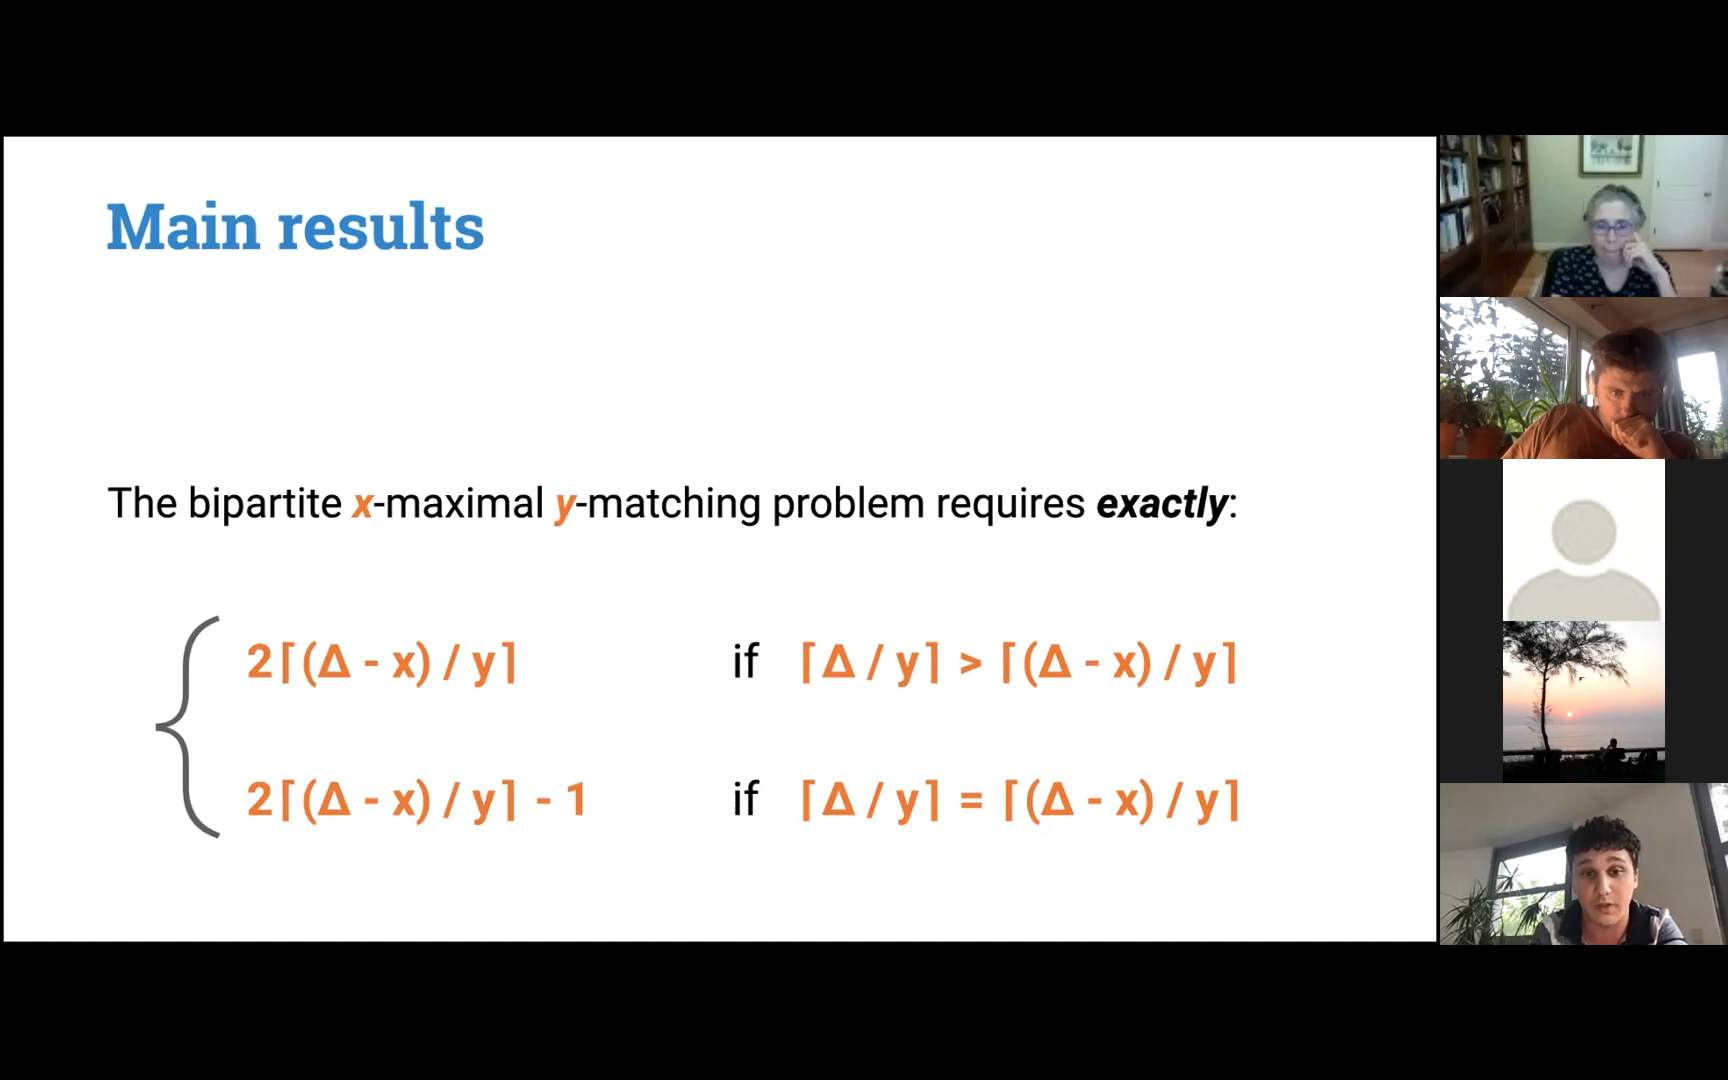 Main results
The bipartite x-maximal y-matching problem requires exactly:
2⌈(Δ - x) / y⌉ if ⌈Δ / y⌉ > ⌈(Δ - x) / y⌉
2⌈(Δ - x) / y⌉ - 1 if ⌈Δ / y⌉ = ⌈(Δ - x) / y⌉